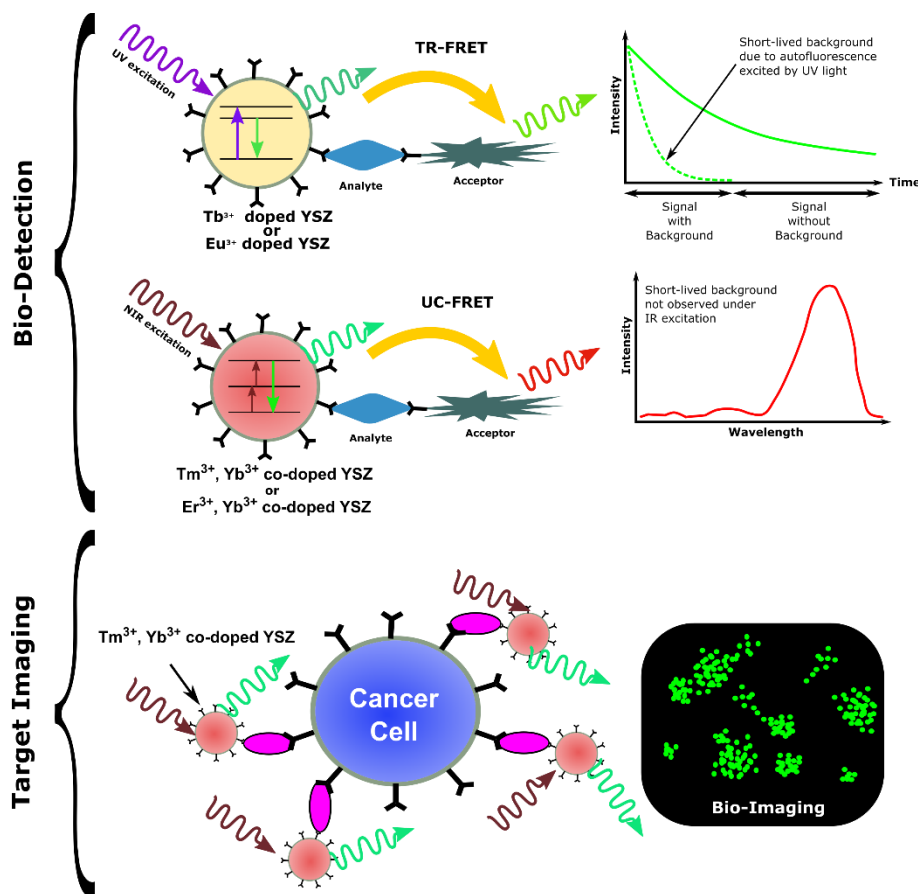 Bio-Detection
UV excitation
TR-FRET
Analyte
Acceptor
Tb³⁺ doped YSZ
or
Eu³⁺ doped YSZ
Short-lived background
due to autofluorescence
excited by UV light
Intensity
Time
Signal
with
Background
Signal
without
Background
NIR excitation
UC-FRET
Analyte
Acceptor
Tm³⁺, Yb³⁺ co-doped YSZ
or
Er³⁺, Yb³⁺ co-doped YSZ
Short-lived background
not observed under
IR excitation
Intensity
Wavelength
Target Imaging
Tm³⁺, Yb³⁺ co-doped YSZ
Cancer
Cell
Bio-Imaging